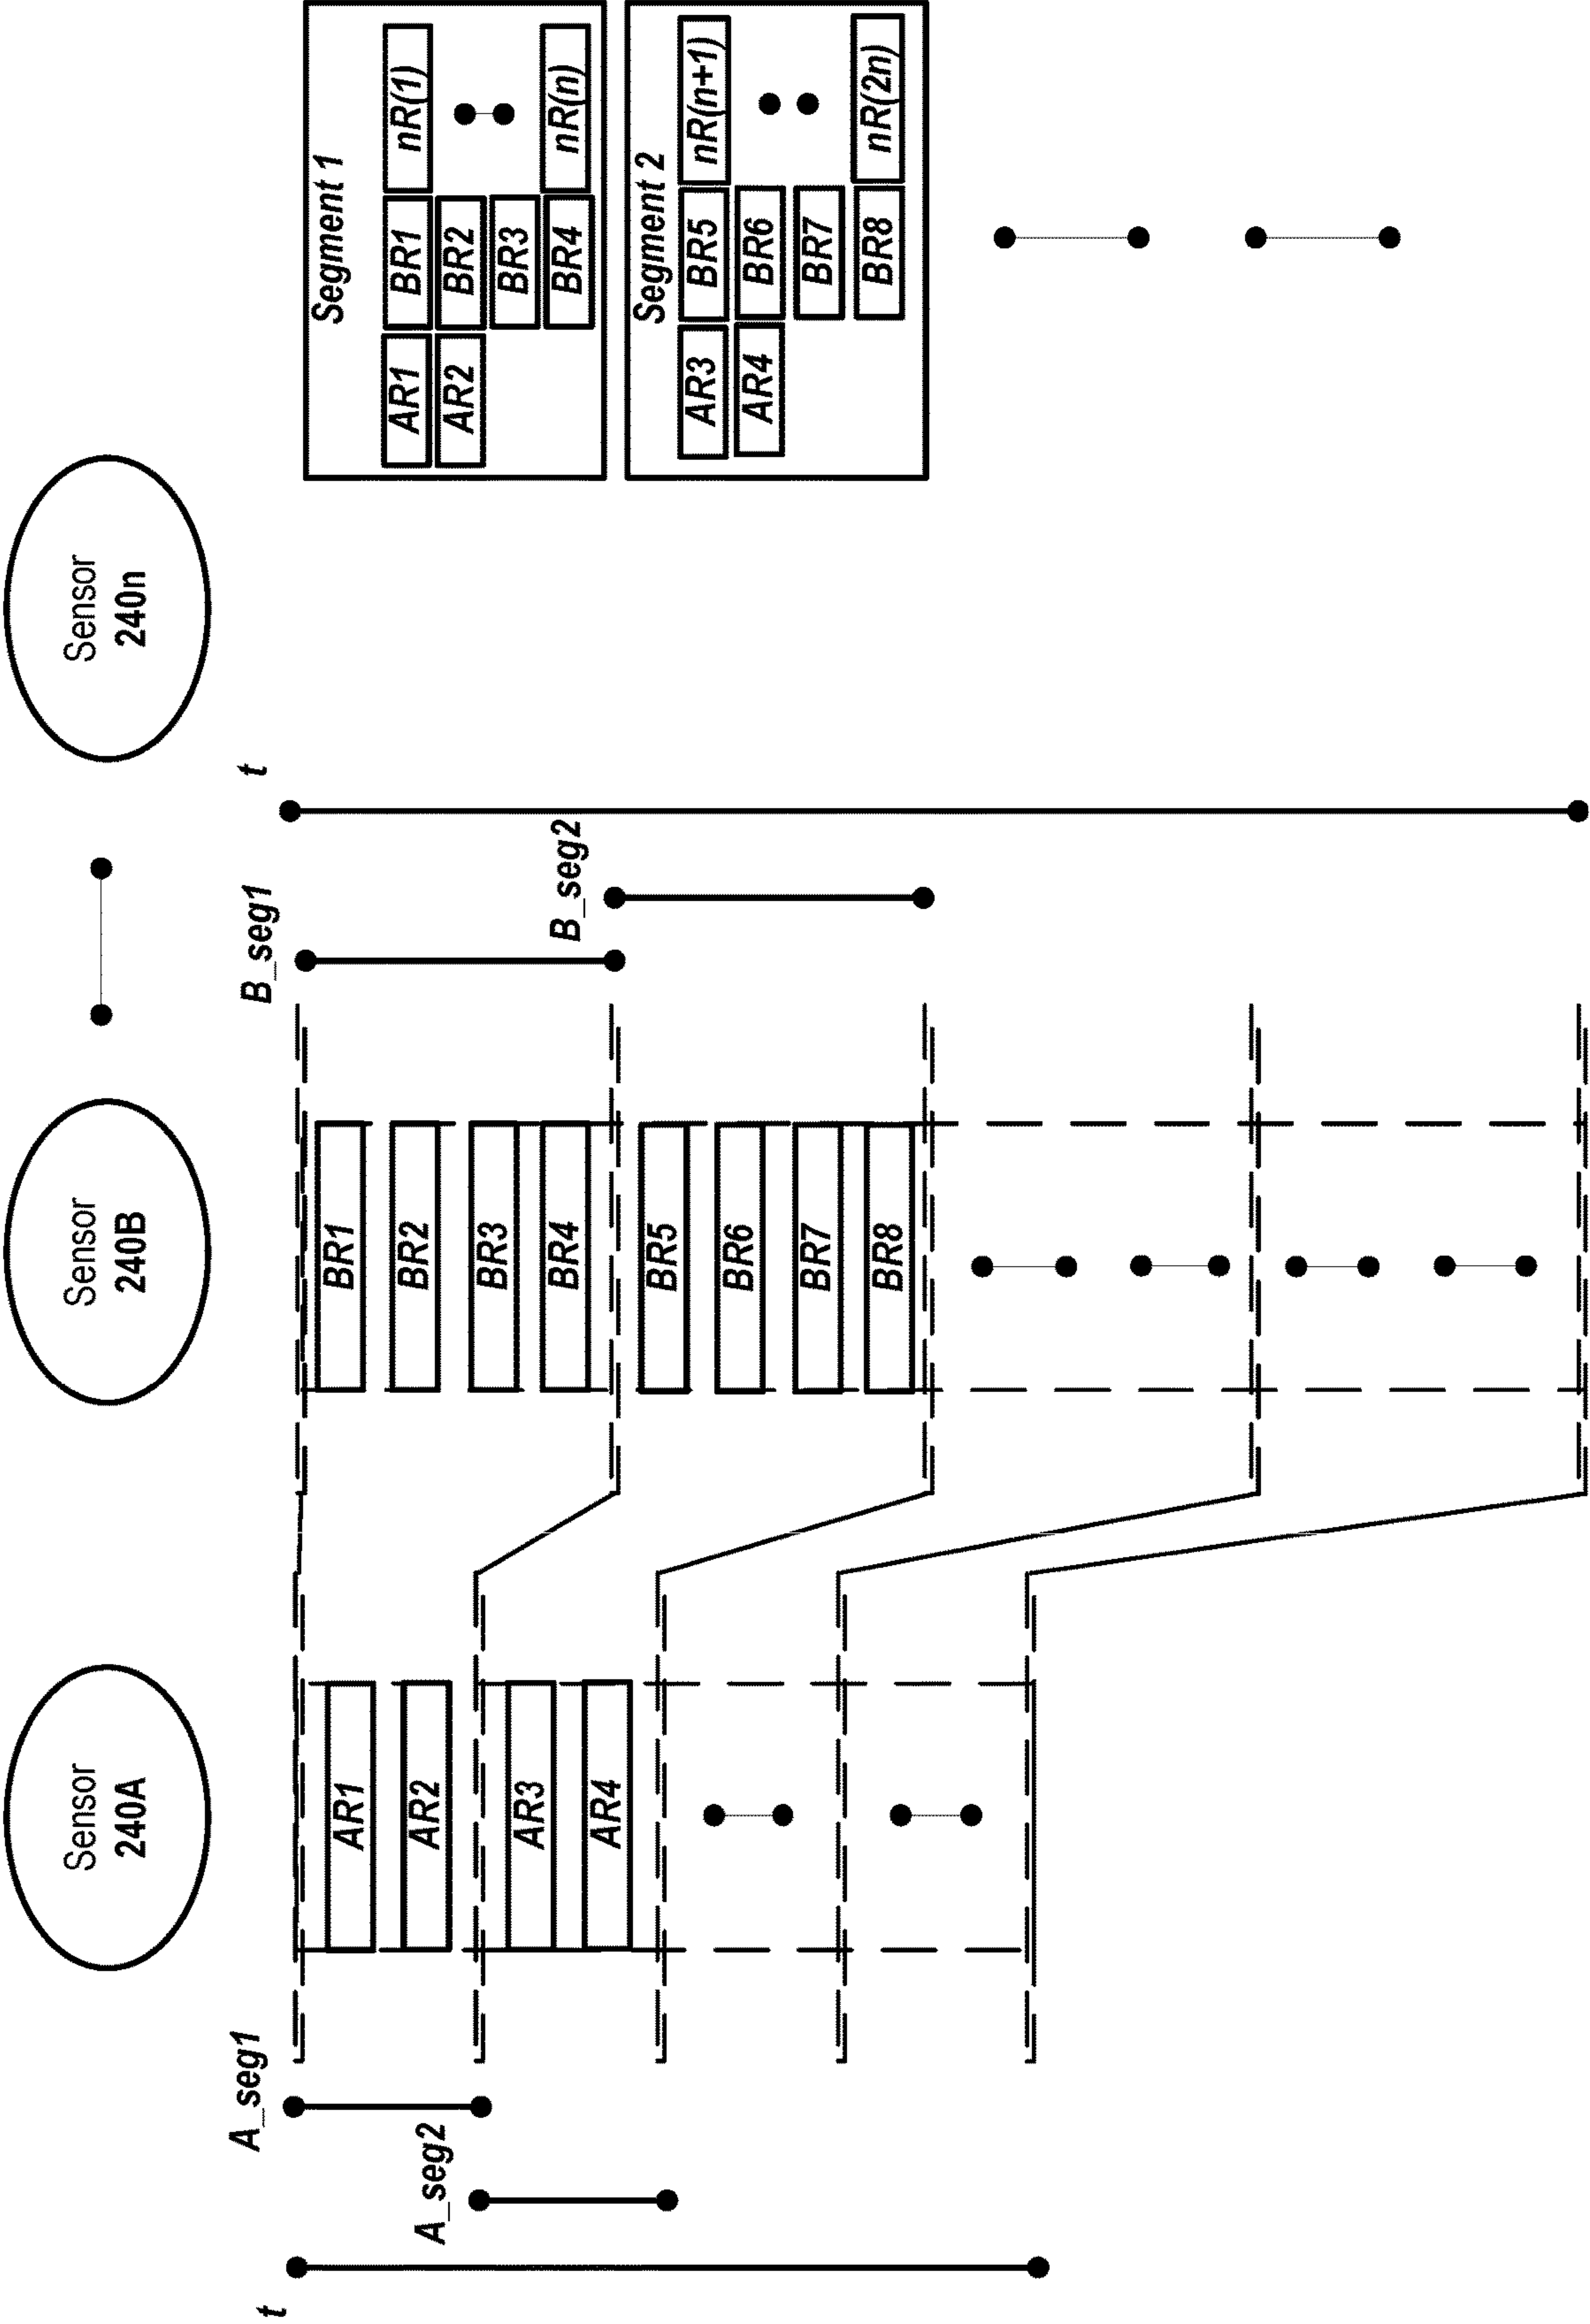 Sensor
240A
Sensor
240B
Sensor
240n
t
A_seg1
A_seg2
AR1
AR2
AR3
AR4
BR1
BR2
BR3
BR4
BR5
BR6
BR7
BR8
B_seg1
B_seg2
t
Segment 1
AR1 BR1 nR(1)
AR2 BR2
BR3
BR4 nR(n)
Segment 2
AR3 BR5 nR(n+1)
AR4 BR6
BR7
BR8 nR(2n)